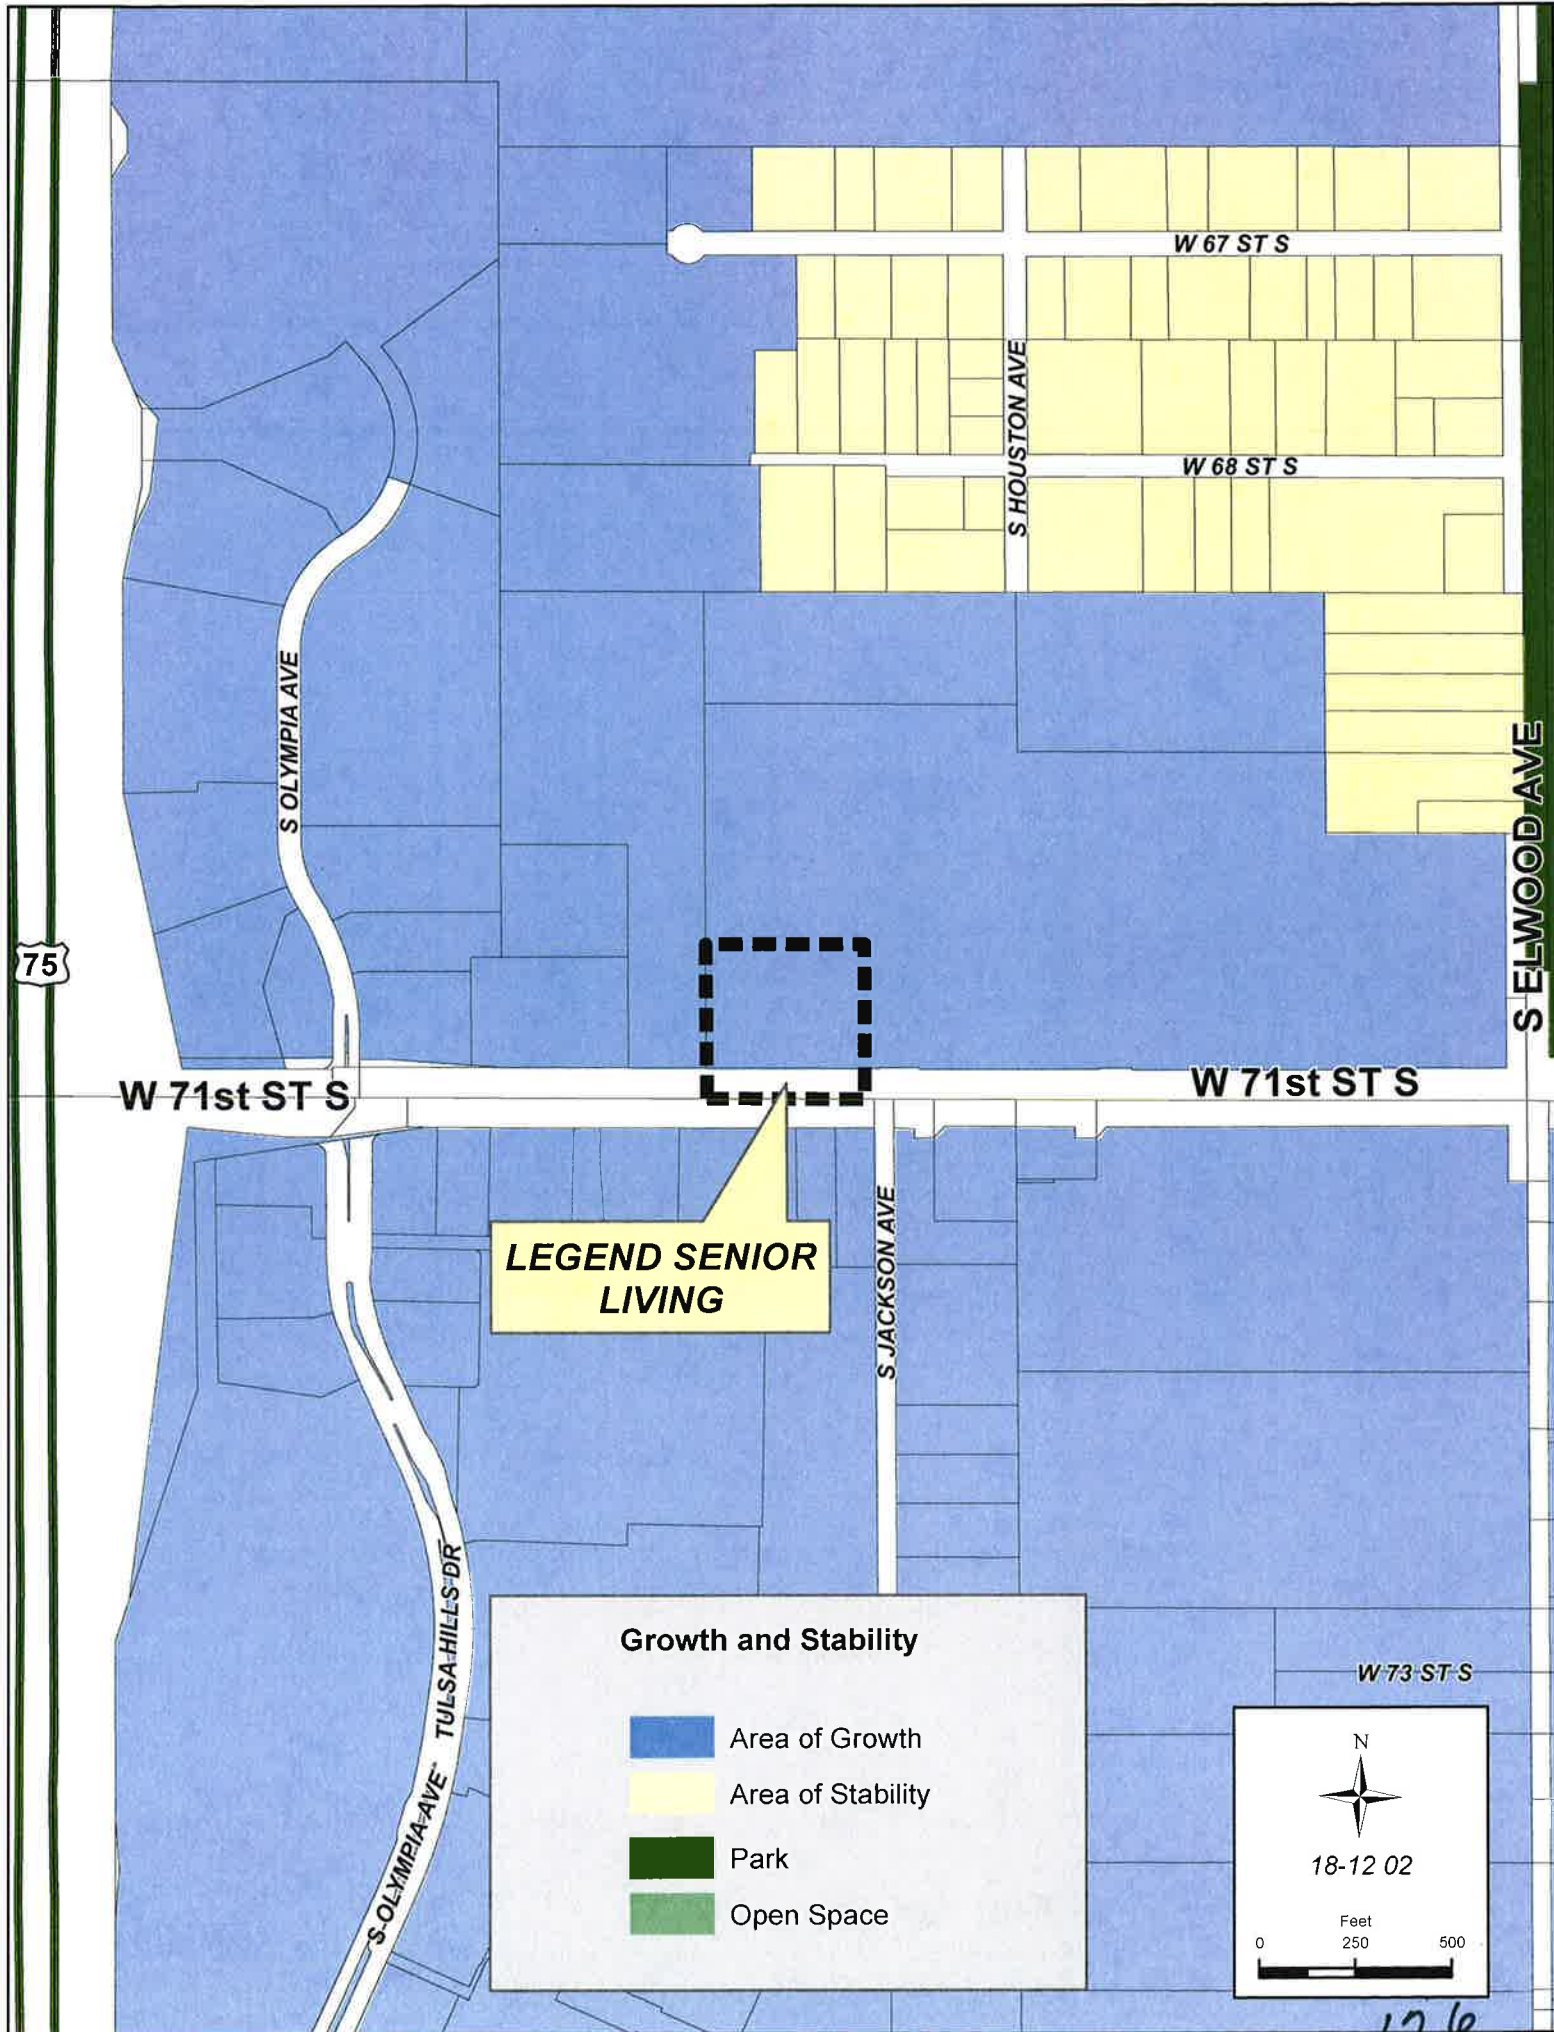 W 67 ST S
S HOUSTON AVE
W 68 ST S
S OLYMPIA AVE
S ELWOOD AVE
75
W 71st ST S
W 71st ST S
LEGEND SENIOR
LIVING
S JACKSON AVE
TULSA HILLS DR
S OLYMPIA AVE
Growth and Stability
Area of Growth
Area of Stability
Park
Open Space
W 73 ST S
N
18-12 02
Feet
0 250 500